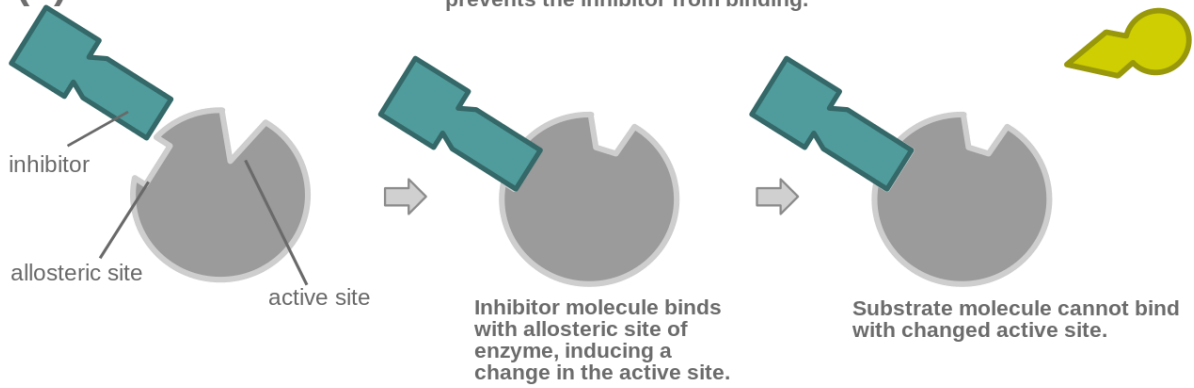 prevents the inhibitor from binding.
inhibitor
allosteric site
active site
Inhibitor molecule binds
with allosteric site of
enzyme, inducing a
change in the active site.
Substrate molecule cannot bind
with changed active site.